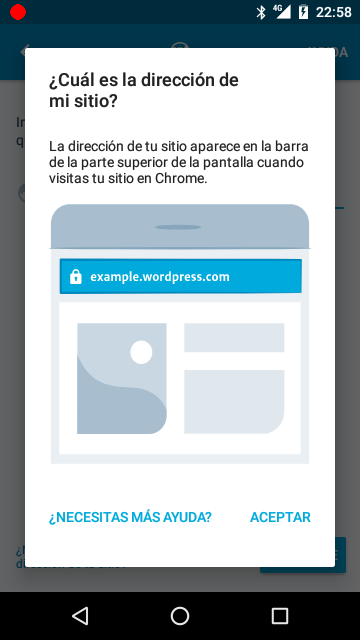 4G 22:58
¿Cuál es la dirección de
mi sitio?
La dirección de tu sitio aparece en la barra
de la parte superior de la pantalla cuando
visitas tu sitio en Chrome.
example.wordpress.com
¿NECESITAS MÁS AYUDA?
ACEPTAR